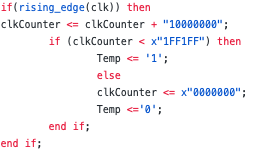 if(rising_edge(clk)) then
clkCounter <= clkCounter + "10000000";
if (clkCounter < x"1FF1FF") then
Temp <= '1';
else
clkCounter <= x"0000000";
Temp <='0';
end if;
end if;